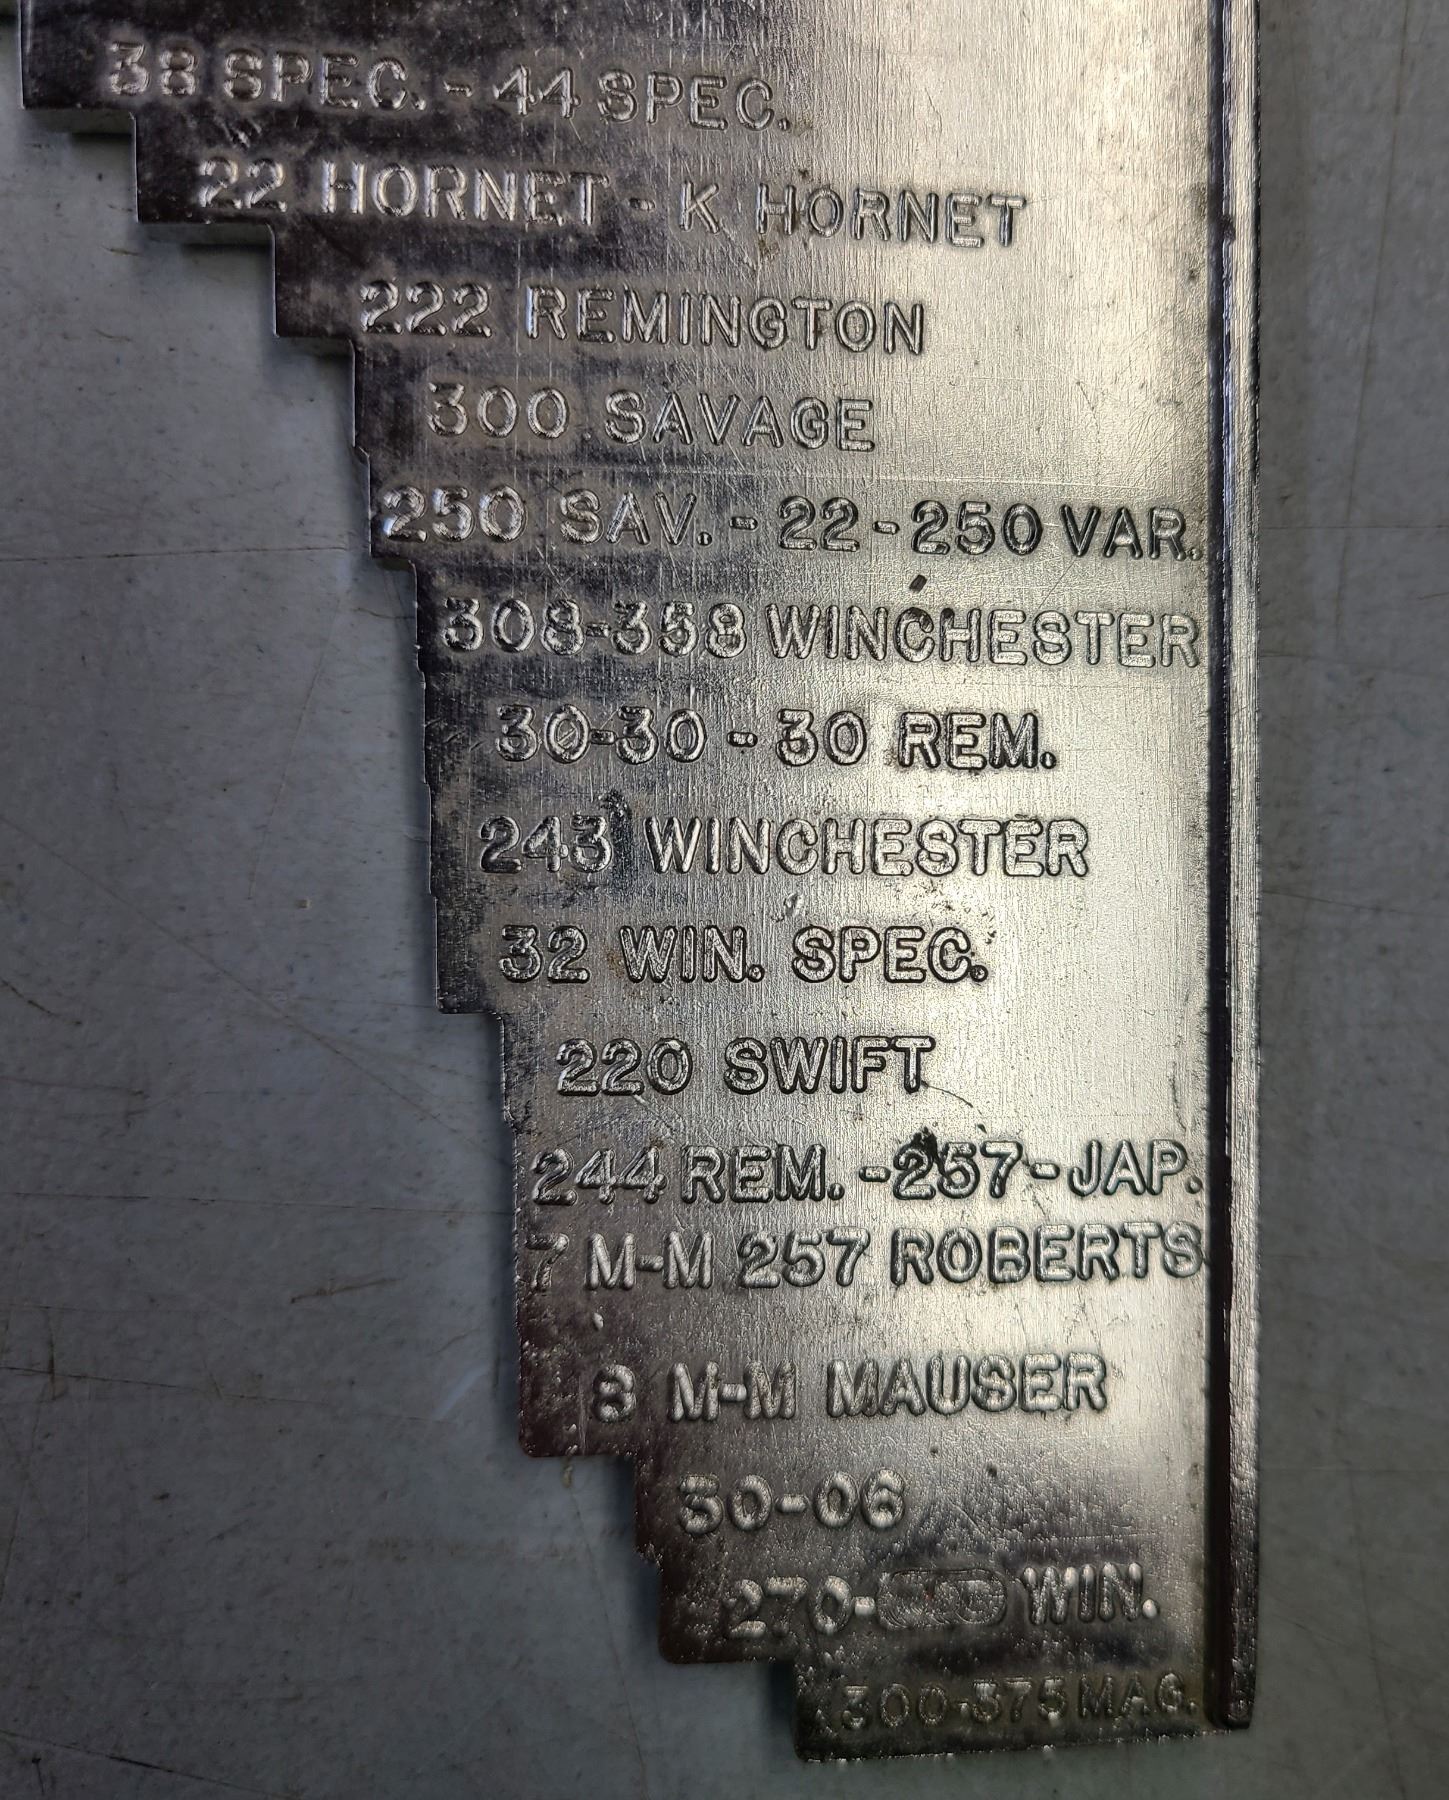 38 SPEC. - 44 SPEC.
22 HORNET - K HORNET
222 REMINGTON
300 SAVAGE
250 SAV. - 22-250 VAR.
308-358 WINCHESTER
30-30 - 30 REM.
243 WINCHESTER
32 WIN. SPEC.
220 SWIFT
244 REM. - 257 - JAP.
7 M-M 257 ROBERTS
8 M-M MAUSER
30-06
270- WIN.
300-375 MAG.